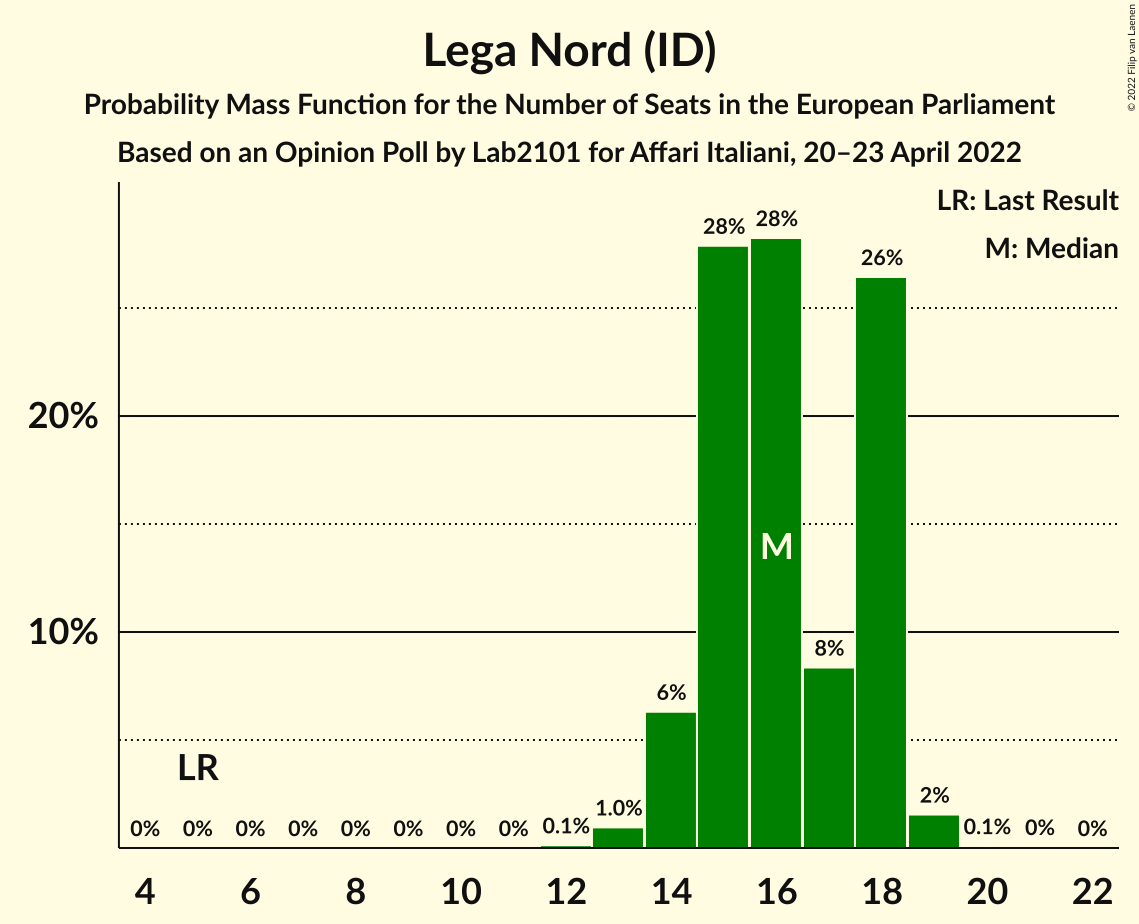 Lega Nord (ID)
Probability Mass Function for the Number of Seats in the European Parliament
Based on an Opinion Poll by Lab2101 for Affari Italiani, 20–23 April 2022
© 2022 Filip van Laenen
LR: Last Result
M: Median
28%
28%
26%
20%
M
10%
8%
6%
LR
2%
1.0%
0% 0% 0% 0% 0% 0% 0% 0% 0.1% 0.1% 0% 0%
4 6 8 10 12 14 16 18 20 22